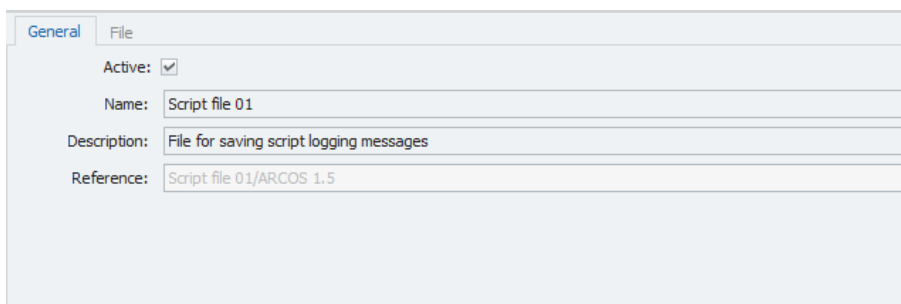 General File
Active:
Name: Script file 01
Description: File for saving script logging messages
Reference: Script file 01/ARCOS 1.5